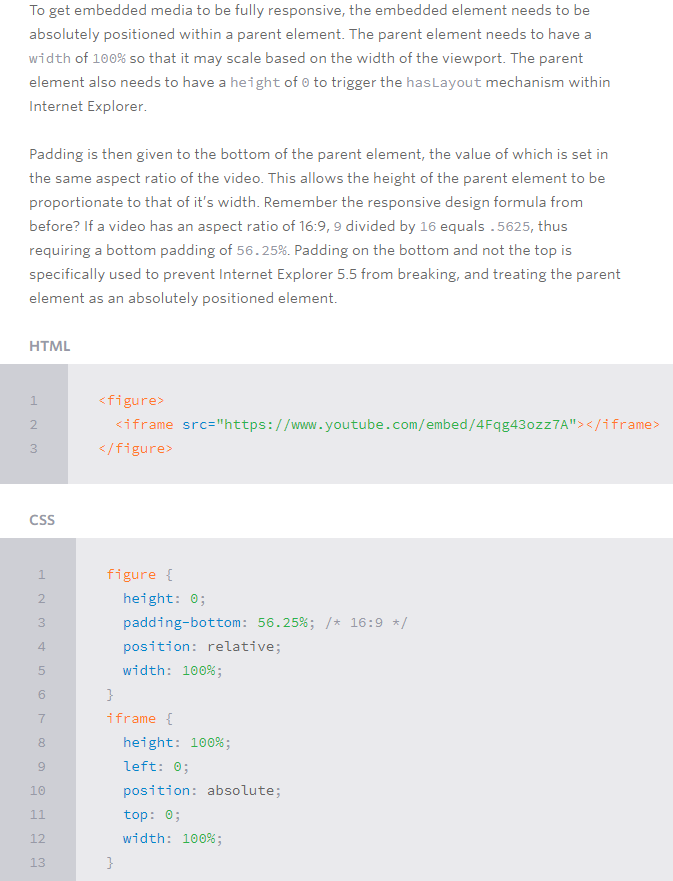 To get embedded media to be fully responsive, the embedded element needs to be
absolutely positioned within a parent element. The parent element needs to have a
width of 100% so that it may scale based on the width of the viewport. The parent
element also needs to have a height of 0 to trigger the hasLayout mechanism within
Internet Explorer.
Padding is then given to the bottom of the parent element, the value of which is set in
the same aspect ratio of the video. This allows the height of the parent element to be
proportionate to that of it’s width. Remember the responsive design formula from
before? If a video has an aspect ratio of 16:9, 9 divided by 16 equals .5625, thus
requiring a bottom padding of 56.25%. Padding on the bottom and not the top is
specifically used to prevent Internet Explorer 5.5 from breaking, and treating the parent
element as an absolutely positioned element.
HTML
1 <figure>
2 <iframe src="https://www.youtube.com/embed/4Fqg43ozz7A"></iframe>
3 </figure>
CSS
1 figure {
2 height: 0;
3 padding-bottom: 56.25%; /* 16:9 */
4 position: relative;
5 width: 100%;
6 }
7 iframe {
8 height: 100%;
9 left: 0;
10 position: absolute;
11 top: 0;
12 width: 100%;
13 }